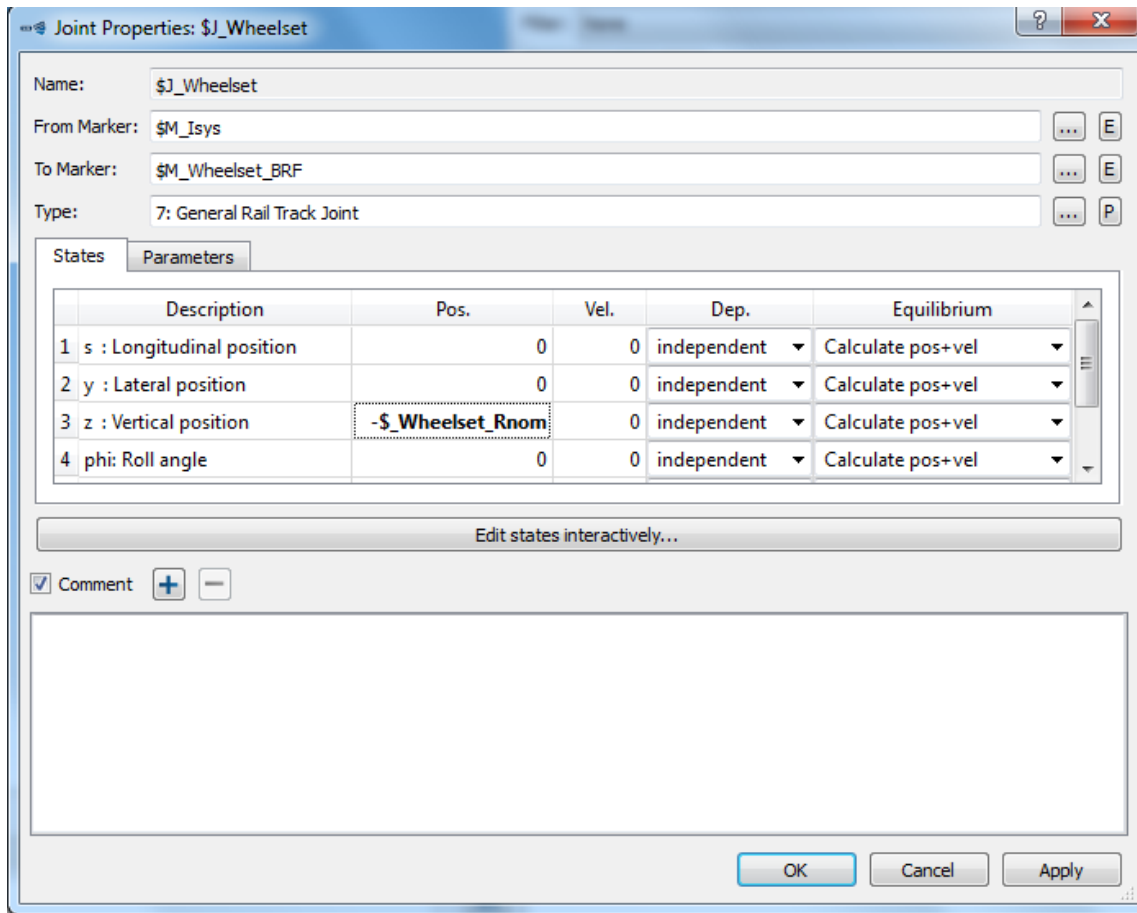 Joint Properties: $J_Wheelset
?
X
Name: $J_Wheelset
From Marker: $M_Isys ... E
To Marker: $M_Wheelset_BRF ... E
Type: 7: General Rail Track Joint ... P
States Parameters
Description Pos. Vel. Dep. Equilibrium
1 s : Longitudinal position 0 0 independent Calculate pos+vel
2 y : Lateral position 0 0 independent Calculate pos+vel
3 z : Vertical position -$_Wheelset_Rnom 0 independent Calculate pos+vel
4 phi: Roll angle 0 0 independent Calculate pos+vel
Edit states interactively...
Comment
OK Cancel Apply